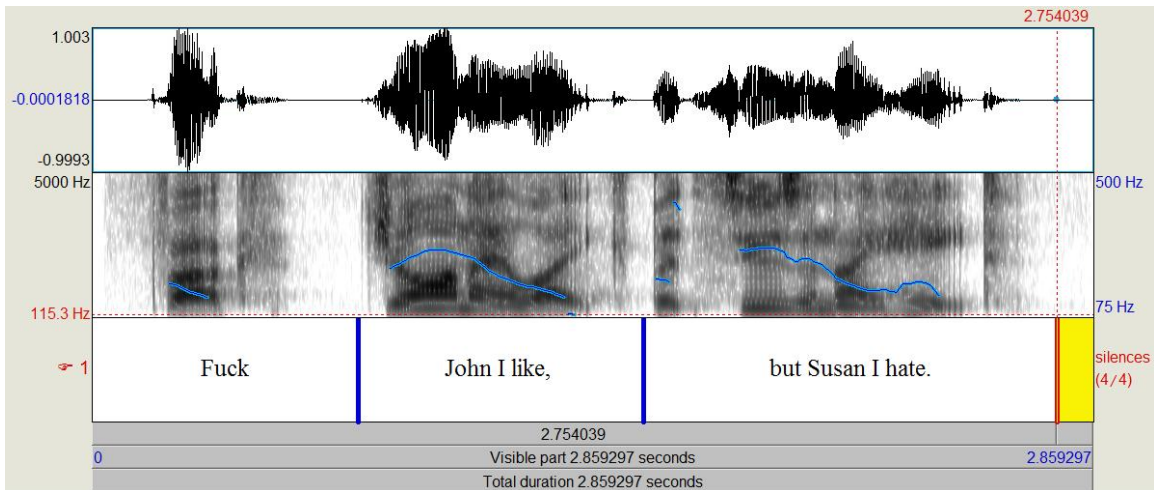 2.754039
1.003
-0.0001818
-0.9993
5000 Hz 500 Hz
115.3 Hz 75 Hz
☞ 1 Fuck John I like, but Susan I hate. silences
(4/4)
2.754039
0 Visible part 2.859297 seconds 2.859297
Total duration 2.859297 seconds